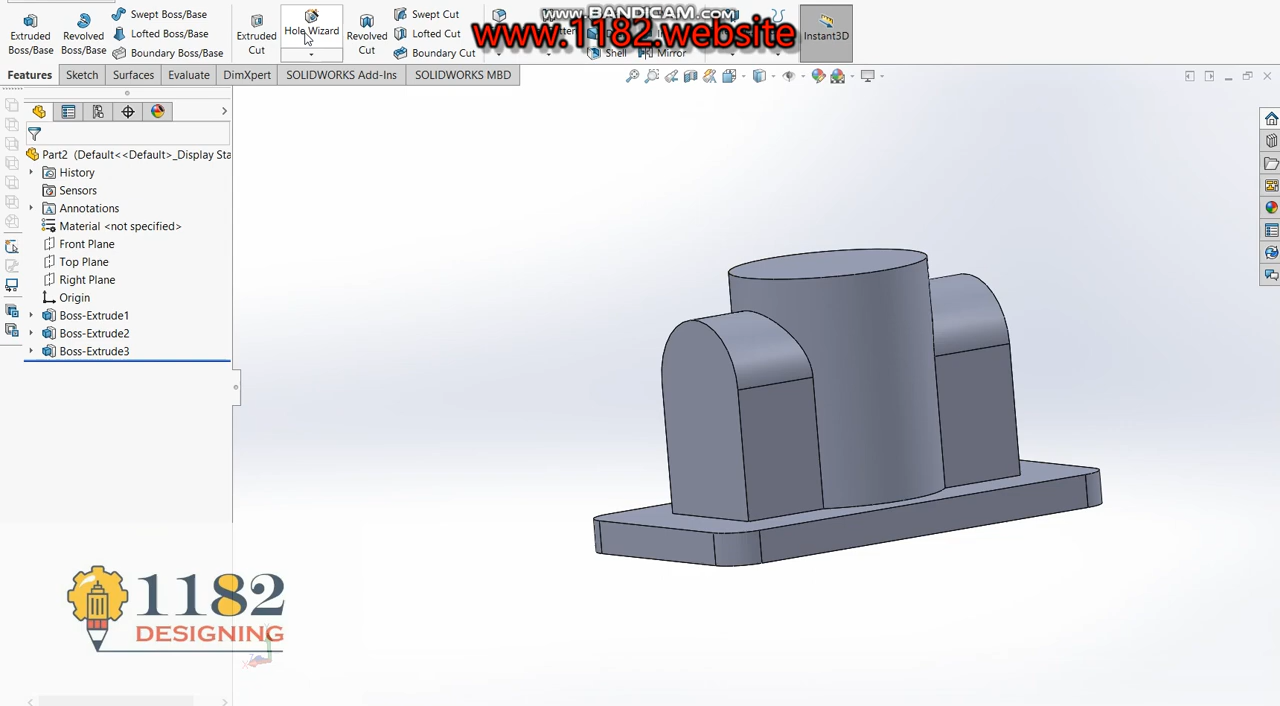 www.BANDICAM.com
www.1182.website
Extruded Boss/Base
Revolved Boss/Base
Swept Boss/Base
Lofted Boss/Base
Boundary Boss/Base
Extruded Cut
Hole Wizard
Revolved Cut
Swept Cut
Lofted Cut
Boundary Cut
Shell
Mirror
Instant3D
Features
Sketch
Surfaces
Evaluate
DimXpert
SOLIDWORKS Add-Ins
SOLIDWORKS MBD
Part2 (Default<<Default>_Display Sta
History
Sensors
Annotations
Material <not specified>
Front Plane
Top Plane
Right Plane
Origin
Boss-Extrude1
Boss-Extrude2
Boss-Extrude3
1182
DESIGNING